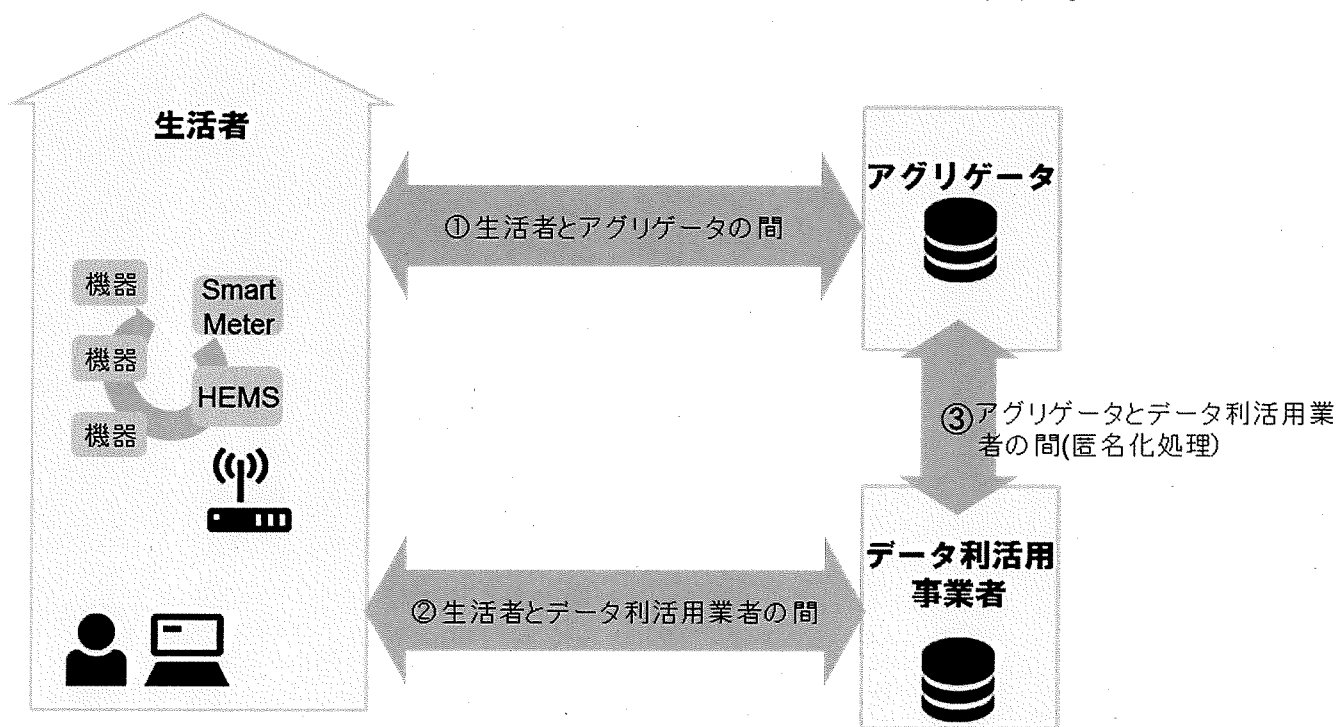 生活者
アグリゲータ
①生活者とアグリゲータの間
機器
Smart
Meter
機器
HEMS
機器
③アグリゲータとデータ利活用業
者の間(匿名化処理)
データ利活用
事業者
②生活者とデータ利活用業者の間